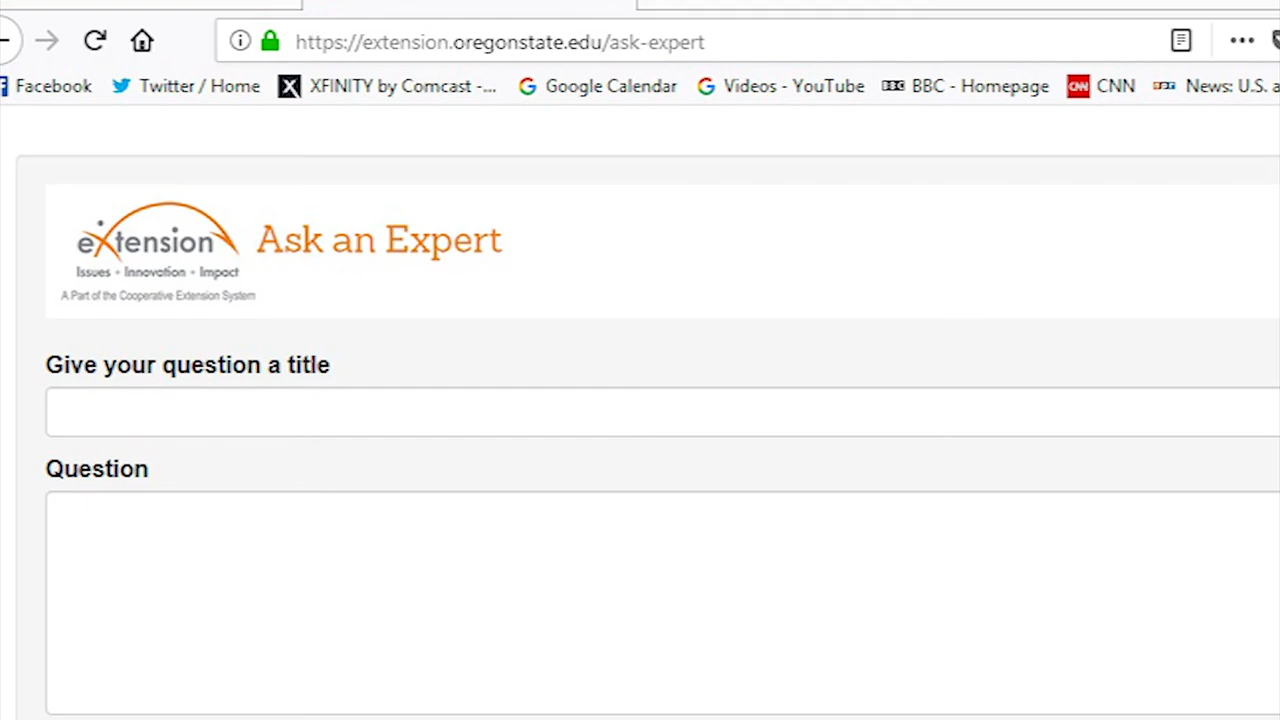 https://extension.oregonstate.edu/ask-expert
Facebook Twitter / Home XFINITY by Comcast -... Google Calendar Videos - YouTube BBC BBC - Homepage CNN CNN News: U.S. a
eXtension Ask an Expert
Issues • Innovation • Impact
A Part of the Cooperative Extension System
Give your question a title
Question